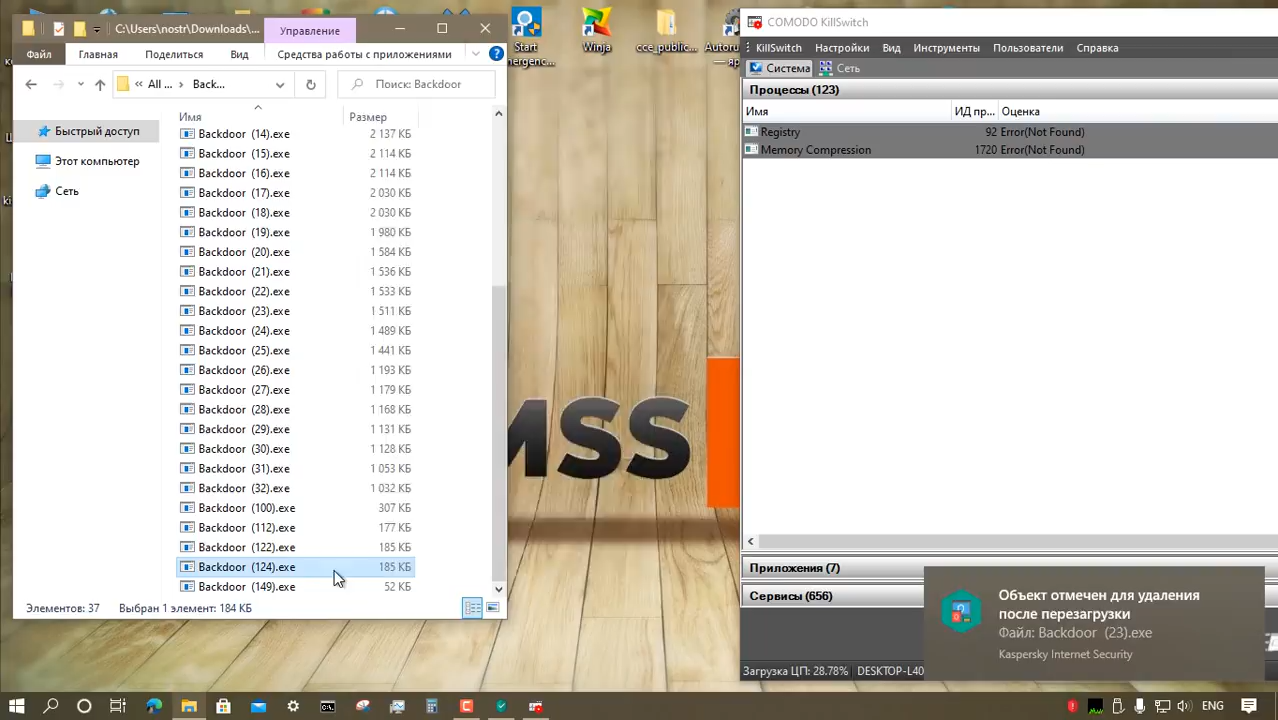 C:\Users\nostr\Downloads\...
Управление
Файл
Главная
Поделиться
Вид
Средства работы с приложениями
« All ... › Back...
Поиск: Backdoor
Быстрый доступ
Этот компьютер
Сеть
Имя
Размер
Backdoor (14).exe 2 137 КБ
Backdoor (15).exe 2 114 КБ
Backdoor (16).exe 2 114 КБ
Backdoor (17).exe 2 030 КБ
Backdoor (18).exe 2 030 КБ
Backdoor (19).exe 1 980 КБ
Backdoor (20).exe 1 584 КБ
Backdoor (21).exe 1 536 КБ
Backdoor (22).exe 1 533 КБ
Backdoor (23).exe 1 511 КБ
Backdoor (24).exe 1 489 КБ
Backdoor (25).exe 1 441 КБ
Backdoor (26).exe 1 193 КБ
Backdoor (27).exe 1 179 КБ
Backdoor (28).exe 1 168 КБ
Backdoor (29).exe 1 131 КБ
Backdoor (30).exe 1 128 КБ
Backdoor (31).exe 1 053 КБ
Backdoor (32).exe 1 032 КБ
Backdoor (100).exe 307 КБ
Backdoor (112).exe 177 КБ
Backdoor (122).exe 185 КБ
Backdoor (124).exe 185 КБ
Backdoor (149).exe 52 КБ
Элементов: 37
Выбран 1 элемент: 184 КБ
Start
Winja
cce_public...
MSS
COMODO KillSwitch
KillSwitch
Настройки
Вид
Инструменты
Пользователи
Справка
Система
Сеть
Процессы (123)
Имя
ИД пр...
Оценка
Registry 92 Error(Not Found)
Memory Compression 1720 Error(Not Found)
Приложения (7)
Сервисы (656)
Загрузка ЦП: 28.78%
DESKTOP-L40
Объект отмечен для удаления
после перезагрузки
Файл: Backdoor (23).exe
Kaspersky Internet Security
ENG